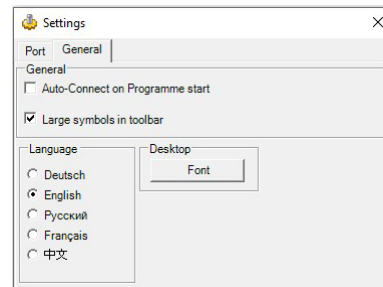 Settings
Port General
General
Auto-Connect on Programme start
Large symbols in toolbar
Language
Deutsch
English
Русский
Français
中文
Desktop
Font